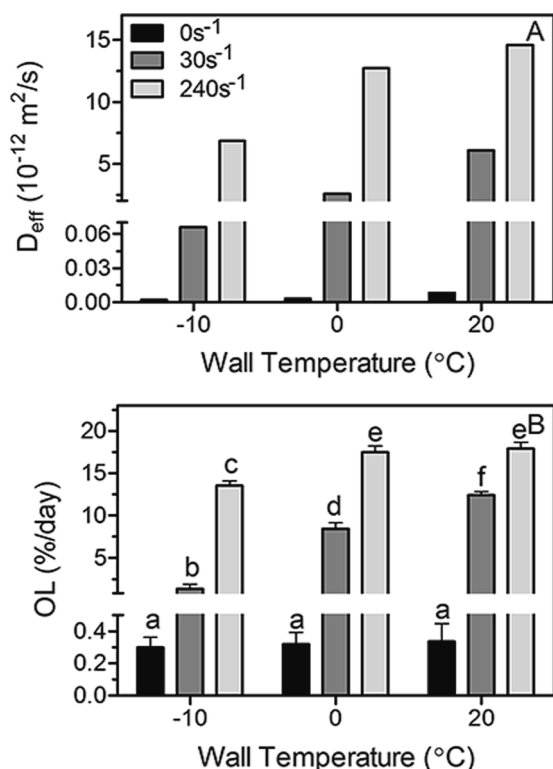 A
0s⁻¹
30s⁻¹
240s⁻¹
15
10
5
0.06
0.03
0.00
D_eff (10⁻¹² m²/s)
-10 0 20
Wall Temperature (°C)
B
20
15
10
5
0.4
0.2
0.0
OL (%/day)
a b c a d e a f e
-10 0 20
Wall Temperature (°C)